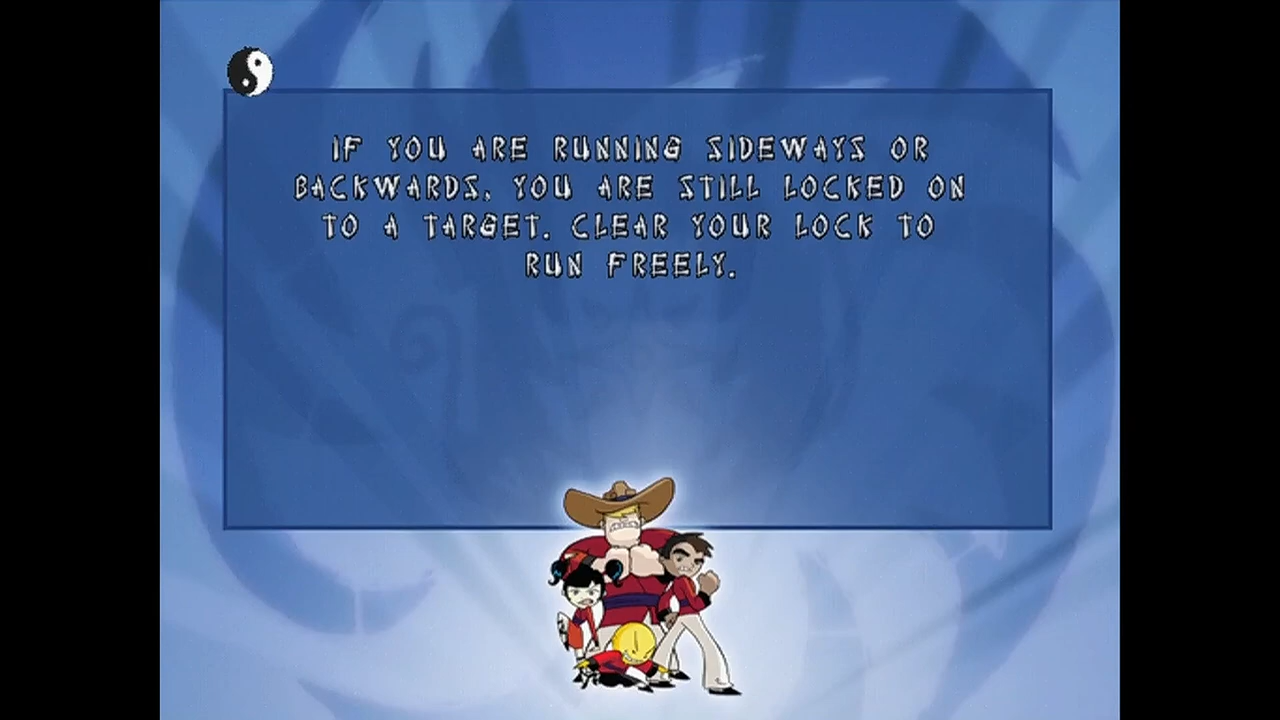 IF YOU ARE RUNNING SIDEWAYS OR
BACKWARDS, YOU ARE STILL LOCKED ON
TO A TARGET. CLEAR YOUR LOCK TO
RUN FREELY.